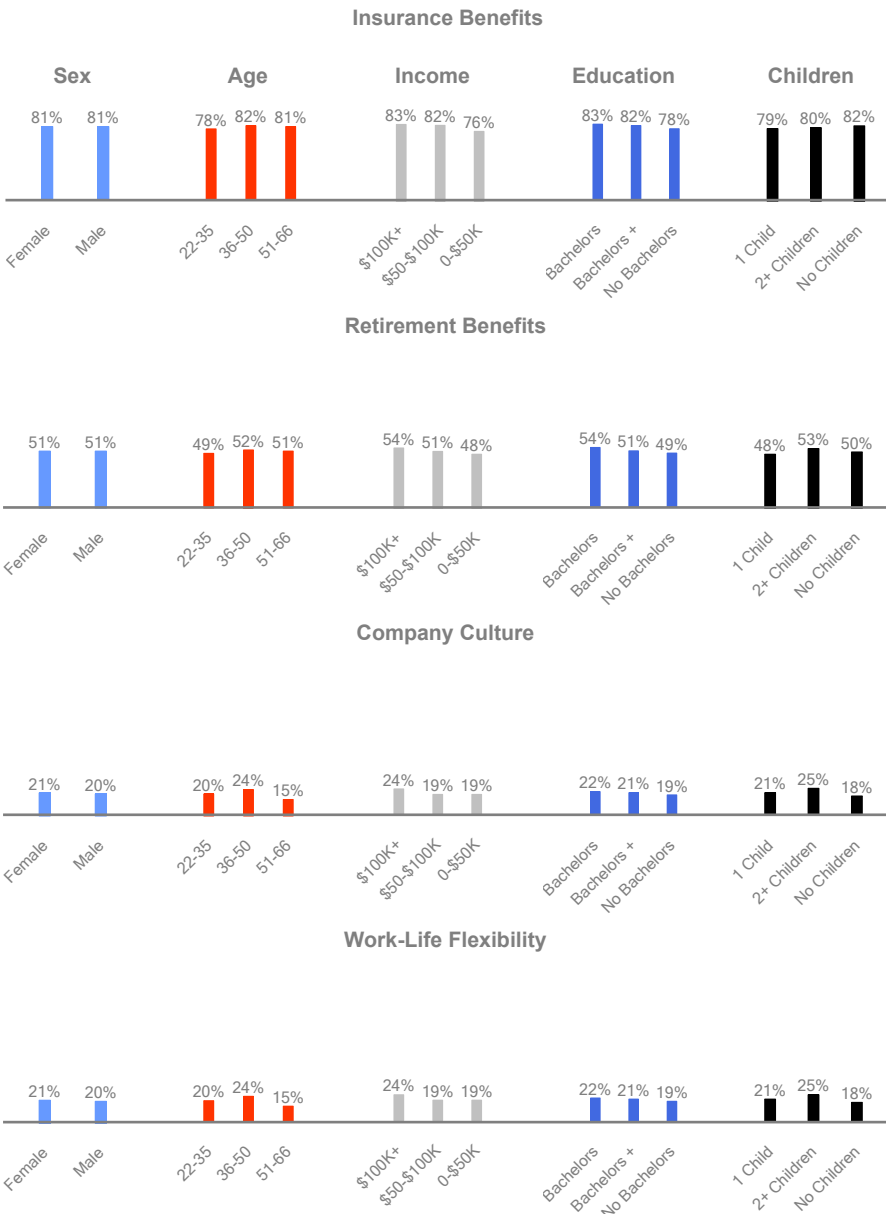 Insurance Benefits
Sex Age Income Education Children
81% 81% 78% 82% 81% 83% 82% 76% 83% 82% 78% 79% 80% 82%
Female Male 22-35 36-50 51-66 $100K+ $50-$100K 0-$50K Bachelors Bachelors + No Bachelors 1 Child 2+ Children No Children
Retirement Benefits
51% 51% 49% 52% 51% 54% 51% 48% 54% 51% 49% 48% 53% 50%
Female Male 22-35 36-50 51-66 $100K+ $50-$100K 0-$50K Bachelors Bachelors + No Bachelors 1 Child 2+ Children No Children
Company Culture
21% 20% 20% 24% 15% 24% 19% 19% 22% 21% 19% 21% 25% 18%
Female Male 22-35 36-50 51-66 $100K+ $50-$100K 0-$50K Bachelors Bachelors + No Bachelors 1 Child 2+ Children No Children
Work-Life Flexibility
21% 20% 20% 24% 15% 24% 19% 19% 22% 21% 19% 21% 25% 18%
Female Male 22-35 36-50 51-66 $100K+ $50-$100K 0-$50K Bachelors Bachelors + No Bachelors 1 Child 2+ Children No Children